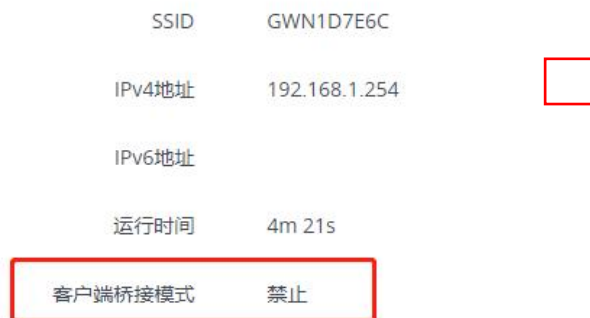 SSID GWN1D7E6C
IPv4地址 192.168.1.254
IPv6地址
运行时间 4m 21s
客户端桥接模式 禁止